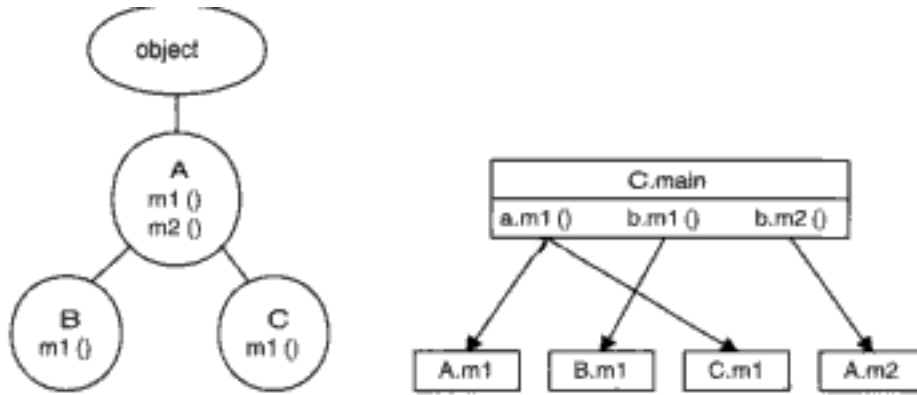 object
A
m1 ()
m2 ()
B
m1 ()
C
m1 ()
C.main
a.m1 () b.m1 () b.m2 ()
A.m1 B.m1 C.m1 A.m2